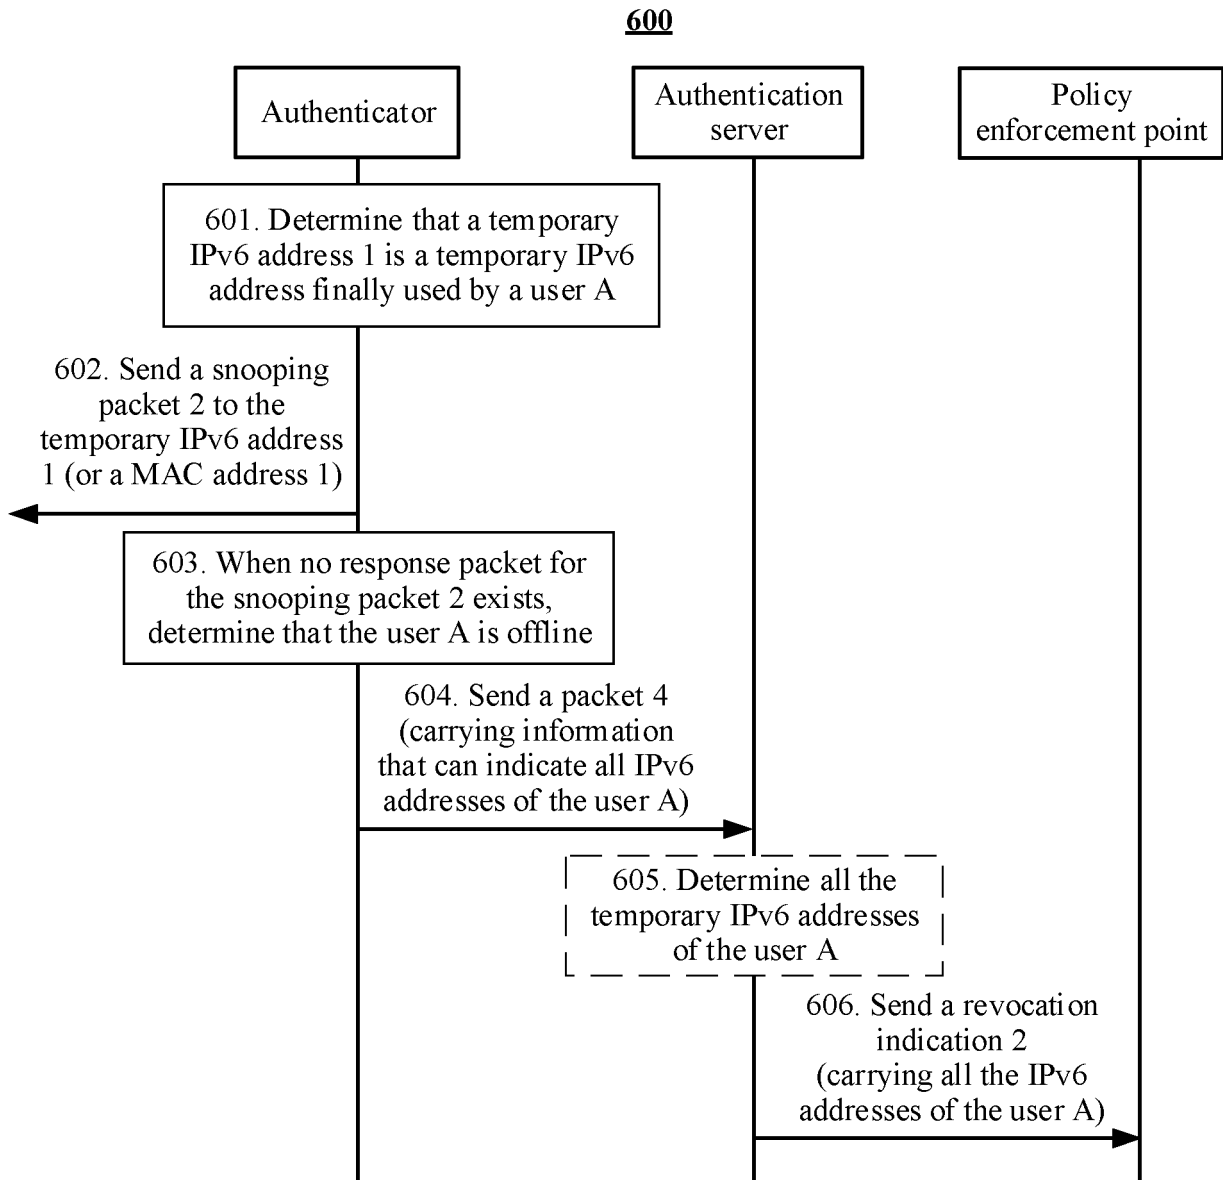 600
Authenticator
Authentication
server
Policy
enforcement point
601. Determine that a temporary
IPv6 address 1 is a temporary IPv6
address finally used by a user A
602. Send a snooping
packet 2 to the
temporary IPv6 address
1 (or a MAC address 1)
603. When no response packet for
the snooping packet 2 exists,
determine that the user A is offline
604. Send a packet 4
(carrying information
that can indicate all IPv6
addresses of the user A)
605. Determine all the
temporary IPv6 addresses
of the user A
606. Send a revocation
indication 2
(carrying all the IPv6
addresses of the user A)